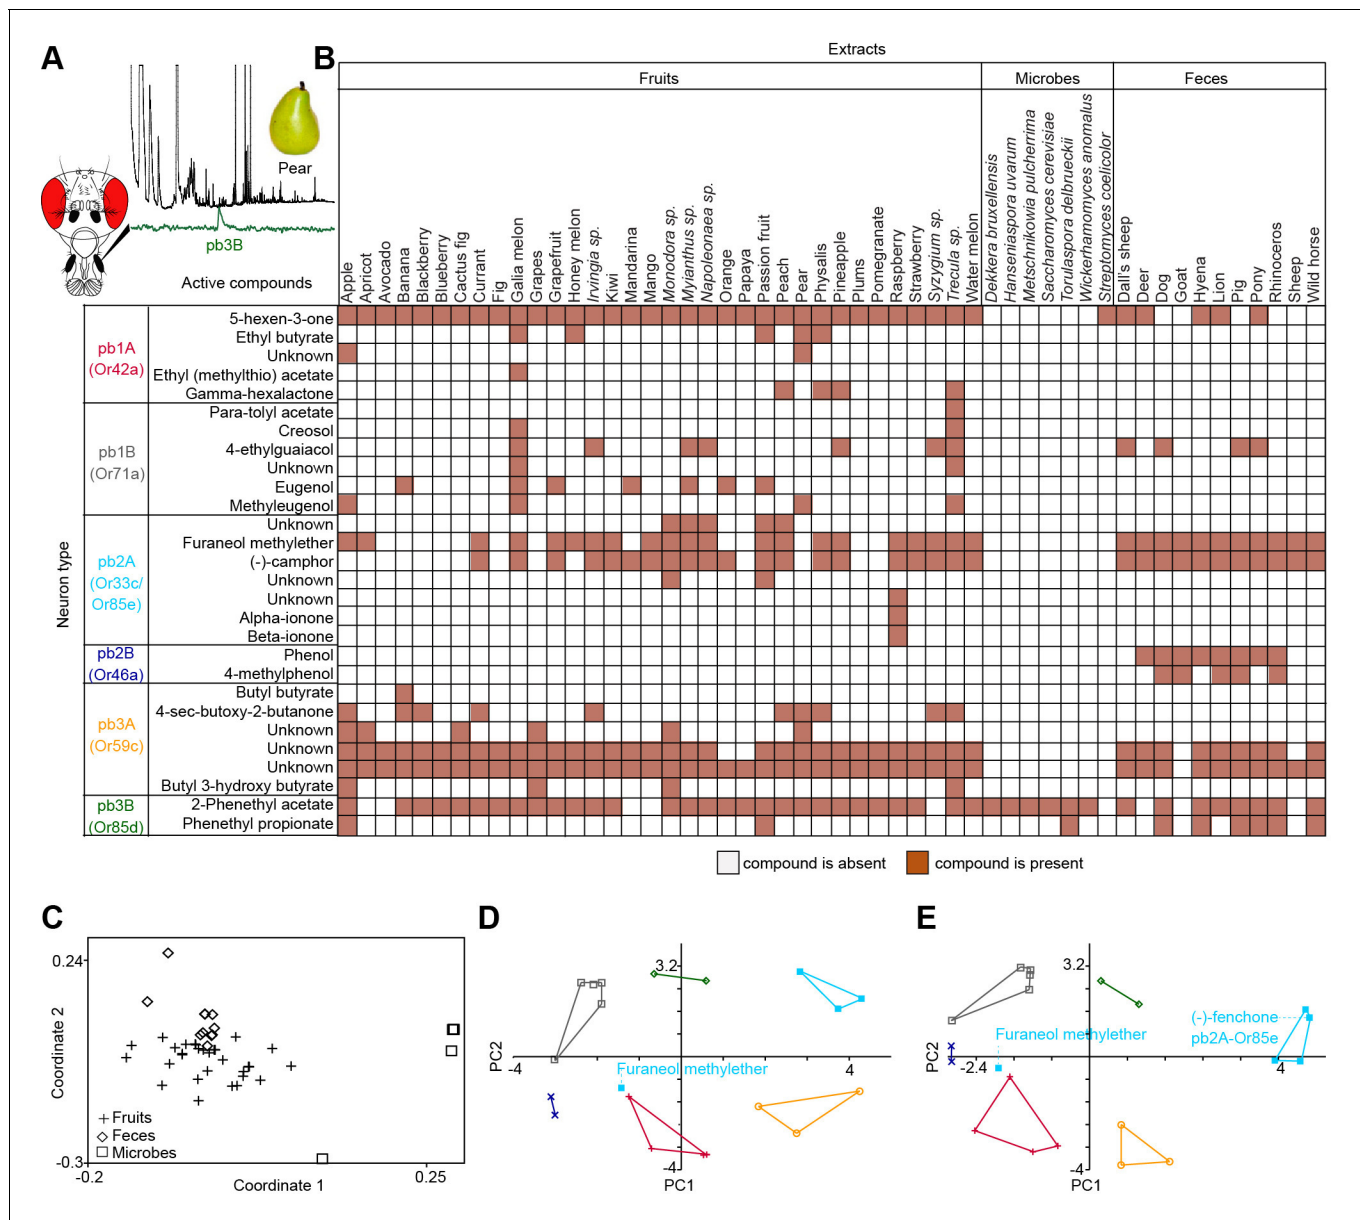 A
Pear
pb3B
Active compounds
B
Extracts
Fruits
Microbes
Feces
Apple
Apricot
Avocado
Banana
Blackberry
Blueberry
Cactus fig
Currant
Fig
Galia melon
Grapes
Grapefruit
Honey melon
Irvingia sp.
Kiwi
Mandarina
Mango
Monodora sp.
Myianthus sp.
Napoleonaea sp.
Orange
Papaya
Passion fruit
Peach
Pear
Physalis
Pineapple
Plums
Pomegranate
Raspberry
Strawberry
Syzygium sp.
Trecula sp.
Water melon
Dekkera bruxellensis
Hanseniaspora uvarum
Metschnikowia pulcherrima
Saccharomyces cerevisiae
Torulaspora delbrueckii
Wickerhamomyces anomalus
Streptomyces coelicolor
Dall's sheep
Deer
Dog
Goat
Hyena
Lion
Pig
Pony
Rhinoceros
Sheep
Wild horse
Neuron type
pb1A
(Or42a)
5-hexen-3-one
Ethyl butyrate
Unknown
Ethyl (methylthio) acetate
Gamma-hexalactone
pb1B
(Or71a)
Para-tolyl acetate
Creosol
4-ethylguaiacol
Unknown
Eugenol
Methyleugenol
pb2A
(Or33c/
Or85e)
Unknown
Furaneol methylether
(-)-camphor
Unknown
Unknown
Alpha-ionone
Beta-ionone
pb2B
(Or46a)
Phenol
4-methylphenol
pb3A
(Or59c)
Butyl butyrate
4-sec-butoxy-2-butanone
Unknown
Unknown
Unknown
Butyl 3-hydroxy butyrate
pb3B
(Or85d)
2-Phenethyl acetate
Phenethyl propionate
compound is absent
compound is present
C
0.24
Coordinate 2
Fruits
Feces
Microbes
-0.3
-0.2
0.25
Coordinate 1
D
3.2
PC2
-4
4
Furaneol methylether
-4
PC1
E
3.2
(-)-fenchone
pb2A-Or85e
Furaneol methylether
PC2
-2.4
4
-4
PC1